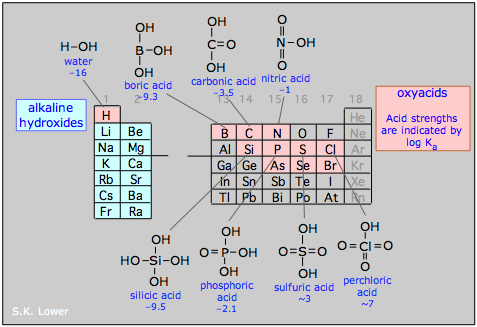 OH
O
H–OH
B–OH
C=O
N–OH
OH
OH
O
water
-16
boric acid
-9.3
carbonic acid
-3.5
nitric acid
-1
1 2 13 14 15 16 17 18
alkaline
hydroxides
oxyacids
Acid strengths
are indicated by
log Ka
H He
Li Be B C N O F Ne
Na Mg Al Si P S Cl Ar
K Ca Ga Ge As Se Br Kr
Rb Sr In Sn Sb Te I Xe
Cs Ba Tl Pb Bi Po At Rn
Fr Ra
OH
HO–Si–OH
OH
silicic acid
-9.5
OH
O=P–OH
OH
phosphoric
acid
-2.1
OH
O=S=O
OH
sulfuric acid
~3
OH
O=Cl=O
O
perchloric
acid
~7
S.K. Lower